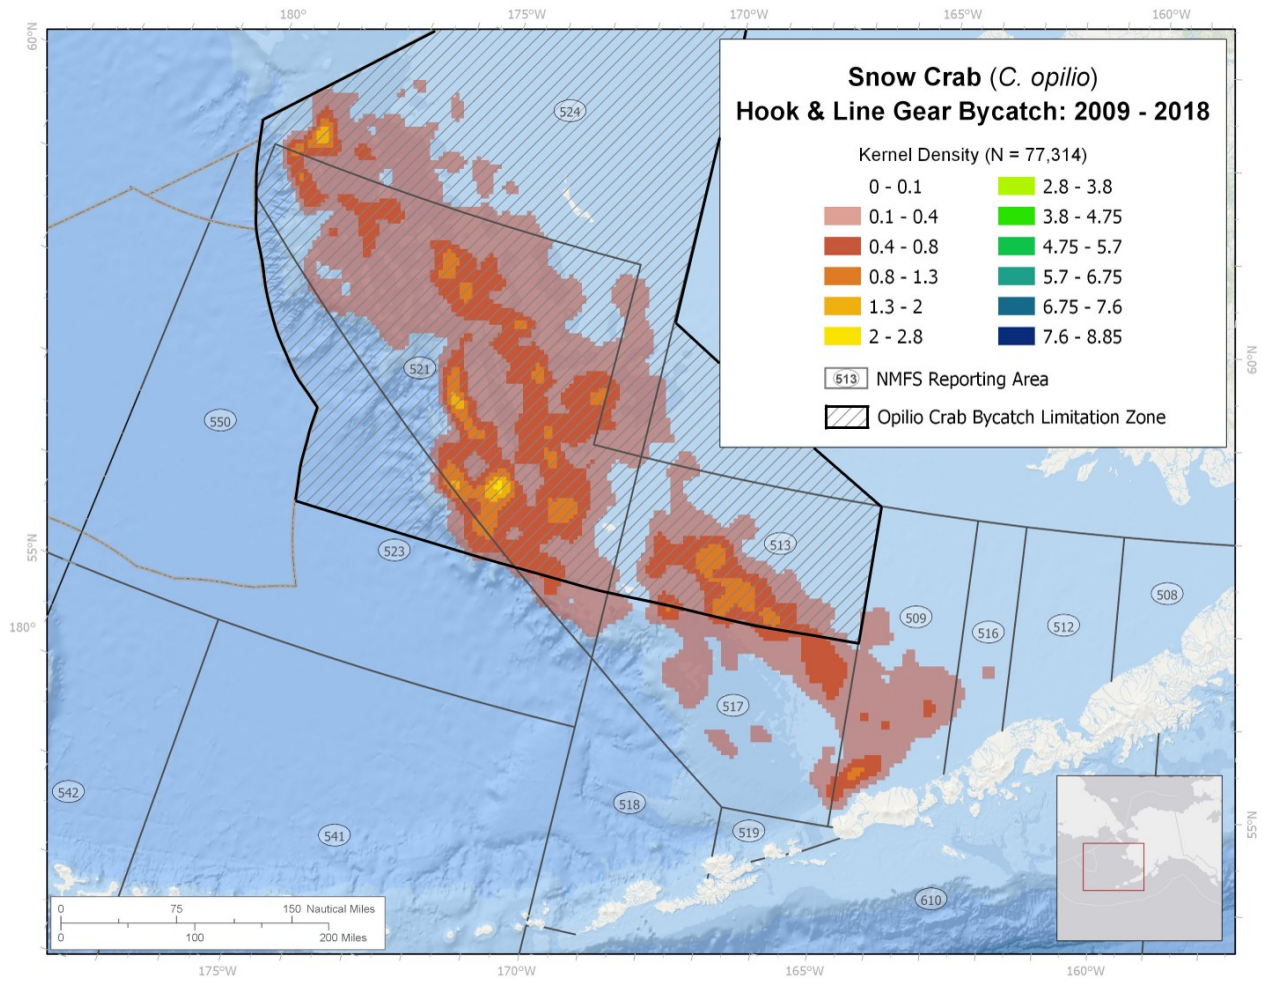 180°
175°W
170°W
165°W
160°W
60°N
Snow Crab (C. opilio)
Hook & Line Gear Bycatch: 2009 - 2018
Kernel Density (N = 77,314)
0 - 0.1
0.1 - 0.4
0.4 - 0.8
0.8 - 1.3
1.3 - 2
2 - 2.8
2.8 - 3.8
3.8 - 4.75
4.75 - 5.7
5.7 - 6.75
6.75 - 7.6
7.6 - 8.85
513 NMFS Reporting Area
Opilio Crab Bycatch Limitation Zone
524
60°N
521
550
55°N
523
513
508
509
512
516
180°
517
542
518
541
519
55°N
610
0 75 150 Nautical Miles
0 100 200 Miles
175°W
170°W
165°W
160°W